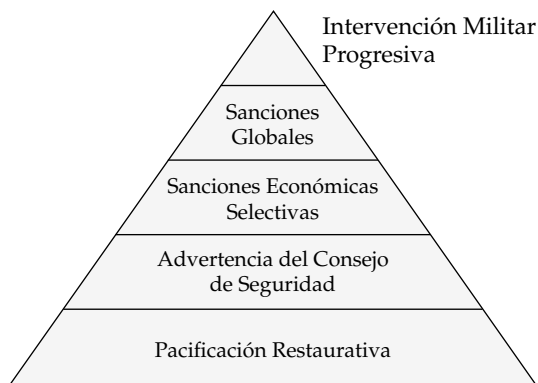 Intervención Militar
Progresiva
Sanciones
Globales
Sanciones Económicas
Selectivas
Advertencia del Consejo
de Seguridad
Pacificación Restaurativa